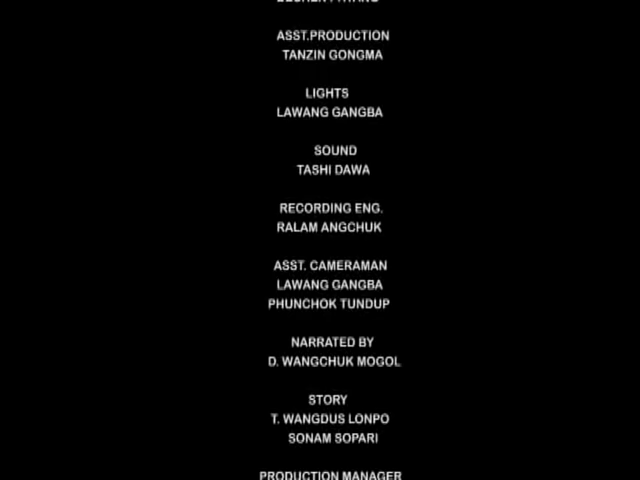 ASST.PRODUCTION
TANZIN GONGMA
LIGHTS
LAWANG GANGBA
SOUND
TASHI DAWA
RECORDING ENG.
RALAM ANGCHUK
ASST. CAMERAMAN
LAWANG GANGBA
PHUNCHOK TUNDUP
NARRATED BY
D. WANGCHUK MOGOL
STORY
T. WANGDUS LONPO
SONAM SOPARI
PRODUCTION MANAGER